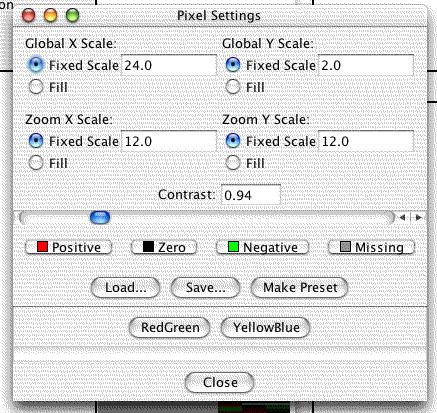 on
Pixel Settings
Global X Scale: Global Y Scale:
Fixed Scale 24.0 Fixed Scale 2.0
Fill Fill
Zoom X Scale: Zoom Y Scale:
Fixed Scale 12.0 Fixed Scale 12.0
Fill Fill
Contrast: 0.94
Positive Zero Negative Missing
Load... Save... Make Preset
RedGreen YellowBlue
Close